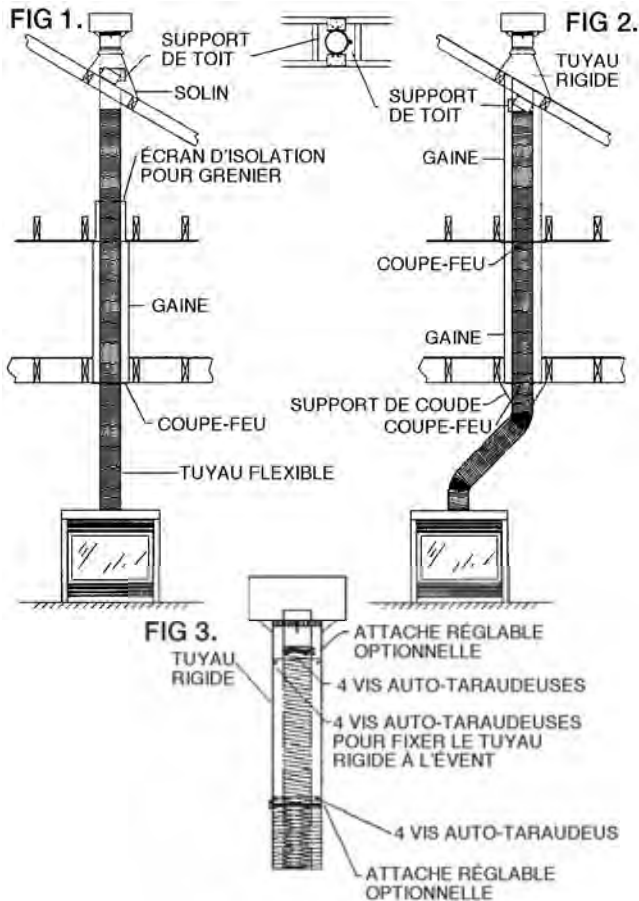 FIG 1.
SUPPORT
DE TOIT
SOLIN
ÉCRAN D'ISOLATION
POUR GRENIER
GAINE
COUPE-FEU
TUYAU FLEXIBLE
FIG 2.
TUYAU
RIGIDE
SUPPORT
DE TOIT
GAINE
COUPE-FEU
GAINE
SUPPORT DE COUDE
COUPE-FEU
FIG 3.
TUYAU
RIGIDE
ATTACHE RÉGLABLE
OPTIONNELLE
4 VIS AUTO-TARAUDEUSES
4 VIS AUTO-TARAUDEUSES
POUR FIXER LE TUYAU
RIGIDE À L'ÉVENT
4 VIS AUTO-TARAUDEUS
ATTACHE RÉGLABLE
OPTIONNELLE